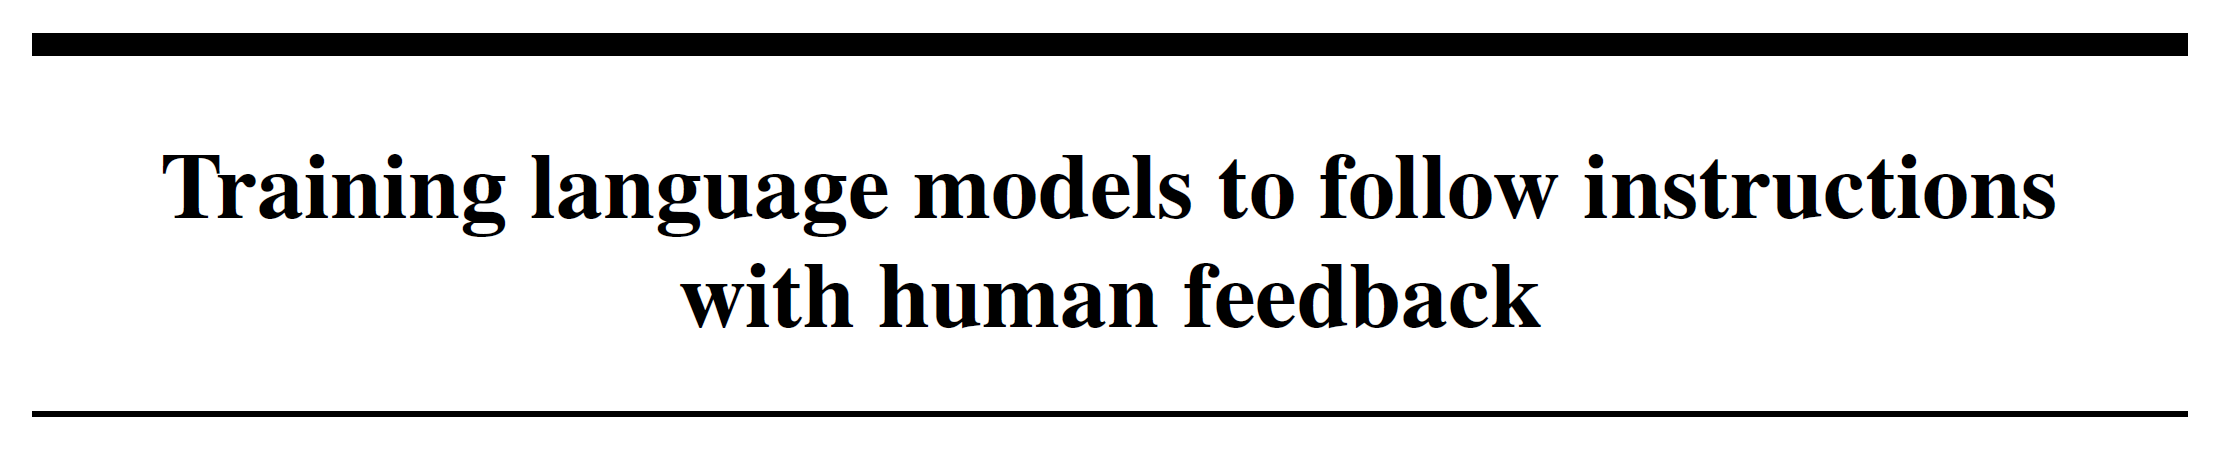 Training language models to follow instructions
with human feedback